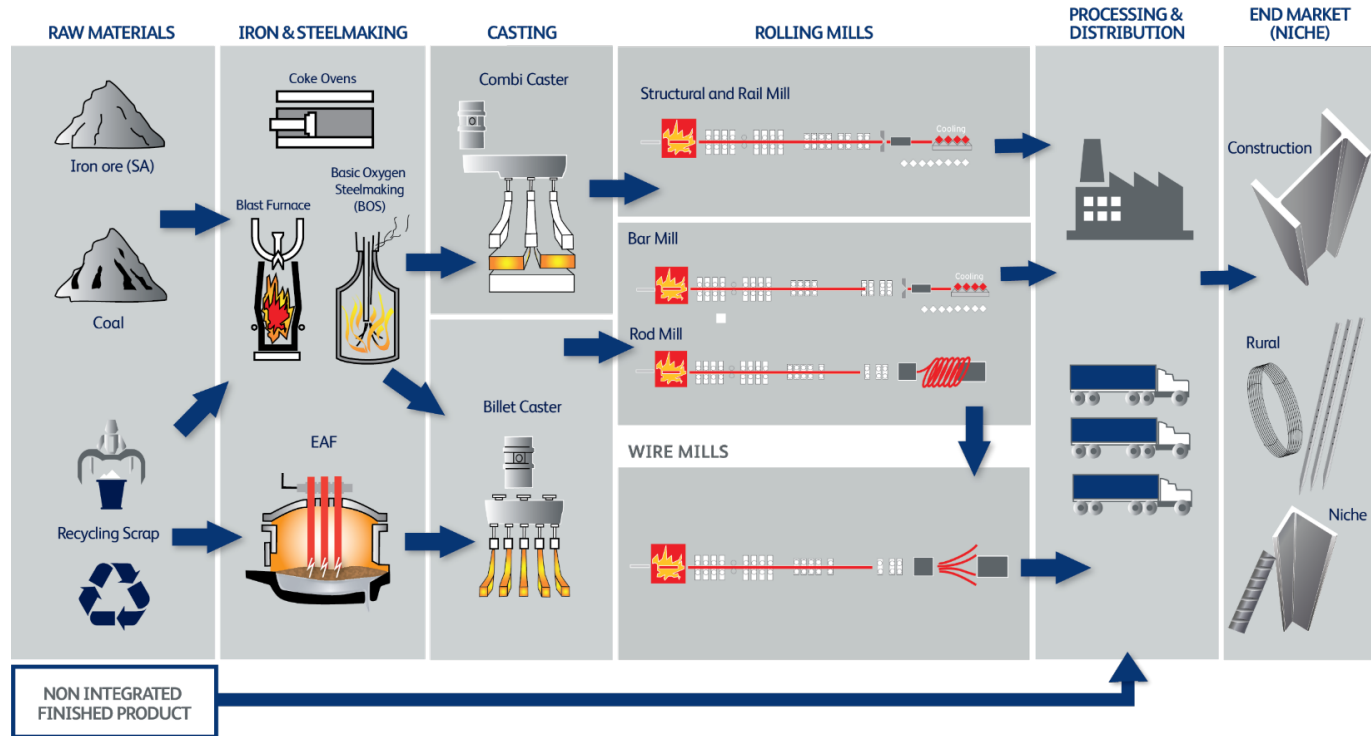 RAW MATERIALS
IRON & STEELMAKING
CASTING
ROLLING MILLS
PROCESSING &
DISTRIBUTION
END MARKET
(NICHE)
Iron ore (SA)
Coal
Recycling Scrap
Coke Ovens
Blast Furnace
Basic Oxygen
Steelmaking
(BOS)
EAF
Combi Caster
Billet Caster
Structural and Rail Mill
Cooling
Bar Mill
Cooling
Rod Mill
WIRE MILLS
Construction
Rural
Niche
NON INTEGRATED
FINISHED PRODUCT